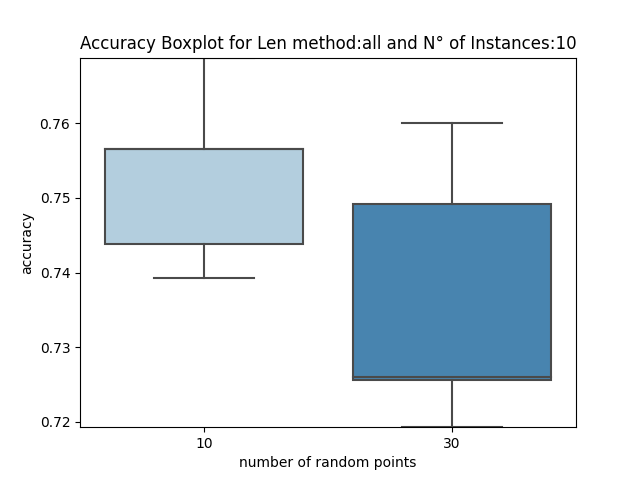 Accuracy Boxplot for Len method:all and N° of Instances:10
0.76
0.75
0.74
0.73
0.72
accuracy
10
30
number of random points